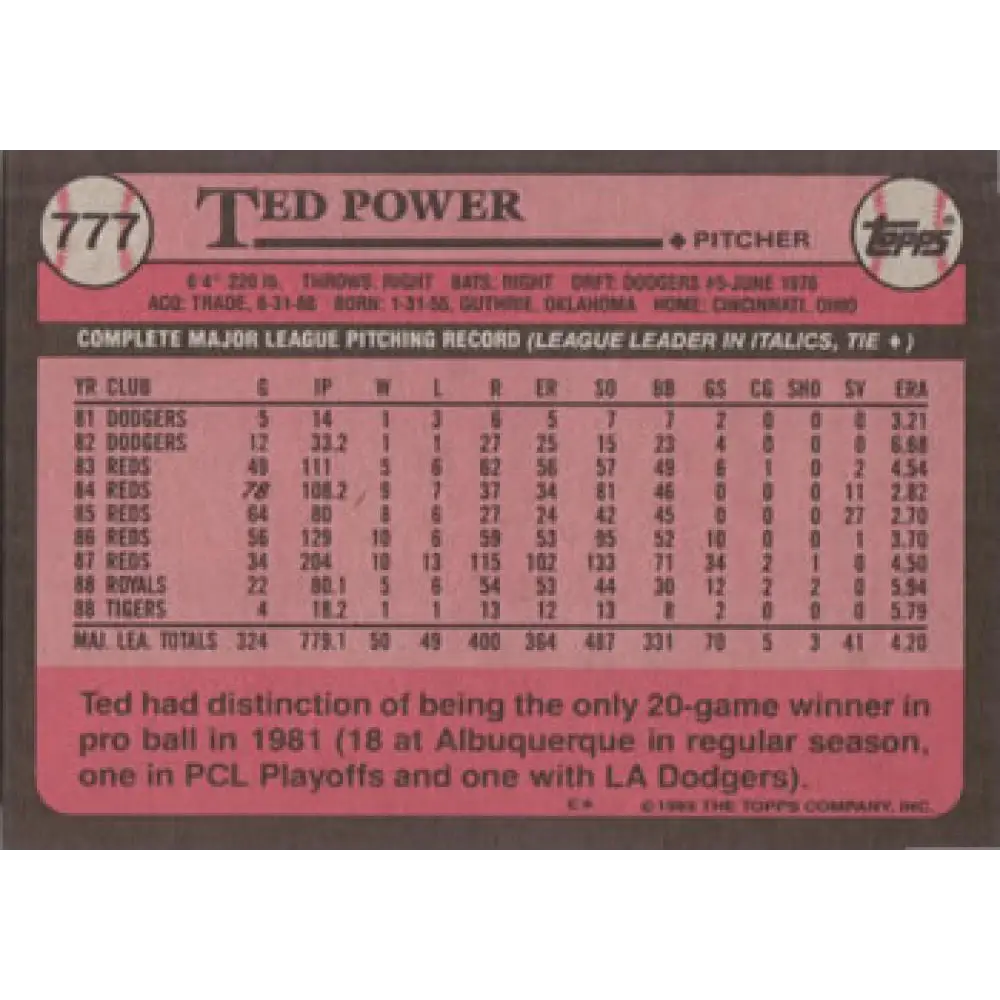 777 TED POWER
◆ PITCHER topps®
6'4" 220 lb. THROWS: RIGHT BATS: RIGHT DRFT: DODGERS #5-JUNE 1976
ACQ: TRADE, 8-31-88 BORN: 1-31-55, GUTHRIE, OKLAHOMA HOME: CINCINNATI, OHIO
COMPLETE MAJOR LEAGUE PITCHING RECORD (LEAGUE LEADER IN ITALICS, TIE ♦)
YR CLUB G IP W L R ER SO BB GS CG SHO SV ERA
81 DODGERS 5 14 1 3 6 5 7 7 2 0 0 0 3.21
82 DODGERS 12 33.2 1 1 27 25 15 23 4 0 0 0 6.68
83 REDS 49 111 5 6 62 56 57 49 6 1 0 2 4.54
84 REDS 78 108.2 9 7 37 34 81 46 0 0 0 11 2.82
85 REDS 64 80 8 6 27 24 42 45 0 0 0 27 2.70
86 REDS 56 129 10 6 59 53 95 52 10 0 0 1 3.70
87 REDS 34 204 10 13 115 102 133 71 34 2 1 0 4.50
88 ROYALS 22 80.1 5 6 54 53 44 30 12 2 2 0 5.94
88 TIGERS 4 18.2 1 1 13 12 13 8 2 0 0 0 5.79
MAJ. LEA. TOTALS 324 779.1 50 49 400 364 487 331 70 5 3 41 4.20
Ted had distinction of being the only 20-game winner in
pro ball in 1981 (18 at Albuquerque in regular season,
one in PCL Playoffs and one with LA Dodgers).
E* © 1989 THE TOPPS COMPANY, INC.